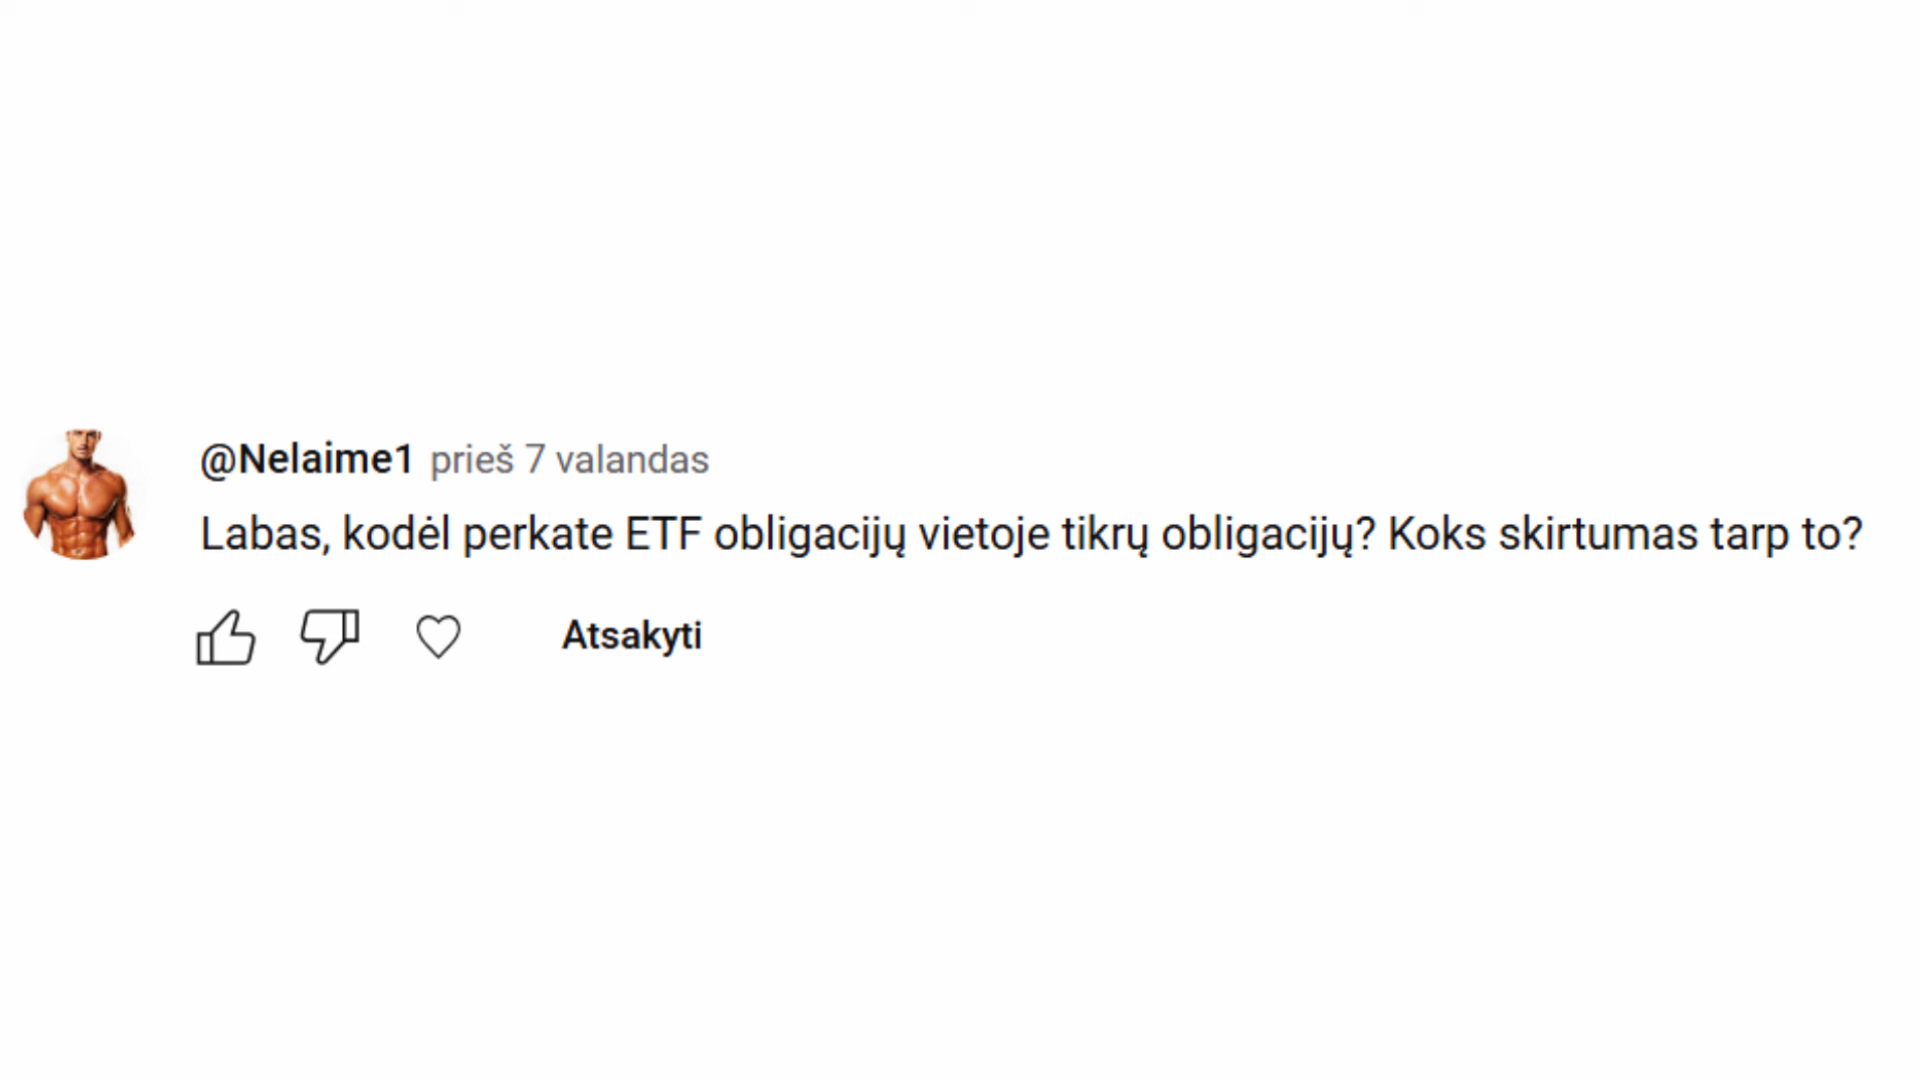 @Nelaime1 prieš 7 valandas
Labas, kodėl perkate ETF obligacijų vietoje tikrų obligacijų? Koks skirtumas tarp to?
Atsakyti